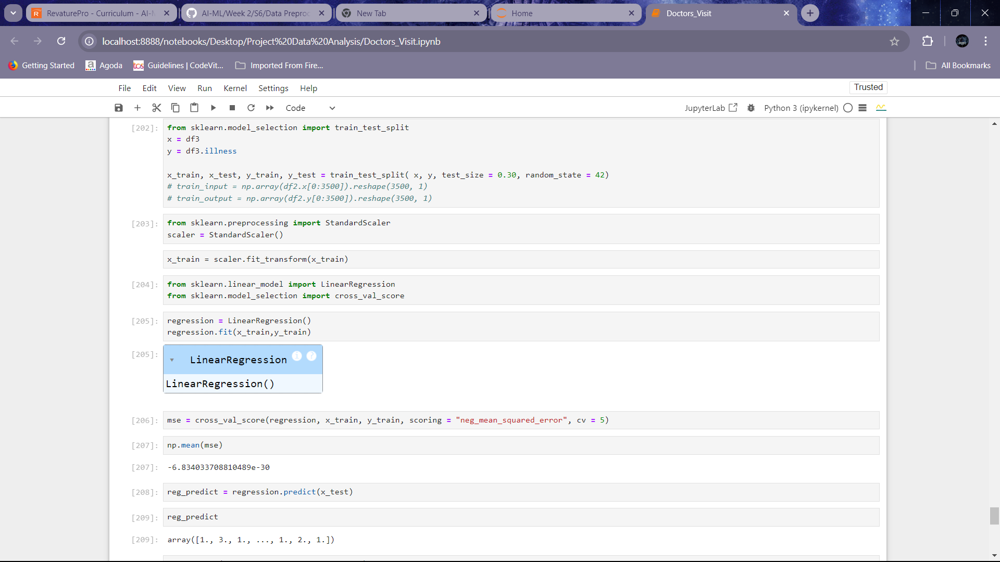 RevaturePro - Curriculum - AI-M
AI-ML/Week 2/S6/Data Preproc
New Tab
Home
Doctors_Visit
localhost:8888/notebooks/Desktop/Project%20Data%20Analysis/Doctors_Visit.ipynb
Getting Started
Agoda
Guidelines | CodeVit...
Imported From Fire...
All Bookmarks
File Edit View Run Kernel Settings Help
Trusted
Code
JupyterLab
Python 3 (ipykernel)
[202]:
from sklearn.model_selection import train_test_split
x = df3
y = df3.illness
x_train, x_test, y_train, y_test = train_test_split( x, y, test_size = 0.30, random_state = 42)
# train_input = np.array(df2.x[0:3500]).reshape(3500, 1)
# train_output = np.array(df2.y[0:3500]).reshape(3500, 1)
[203]:
from sklearn.preprocessing import StandardScaler
scaler = StandardScaler()
x_train = scaler.fit_transform(x_train)
[204]:
from sklearn.linear_model import LinearRegression
from sklearn.model_selection import cross_val_score
[205]:
regression = LinearRegression()
regression.fit(x_train,y_train)
[205]:
LinearRegression
LinearRegression()
[206]:
mse = cross_val_score(regression, x_train, y_train, scoring = "neg_mean_squared_error", cv = 5)
[207]:
np.mean(mse)
[207]:
-6.834033708810489e-30
[208]:
reg_predict = regression.predict(x_test)
[209]:
reg_predict
[209]:
array([1., 3., 1., ..., 1., 2., 1.])